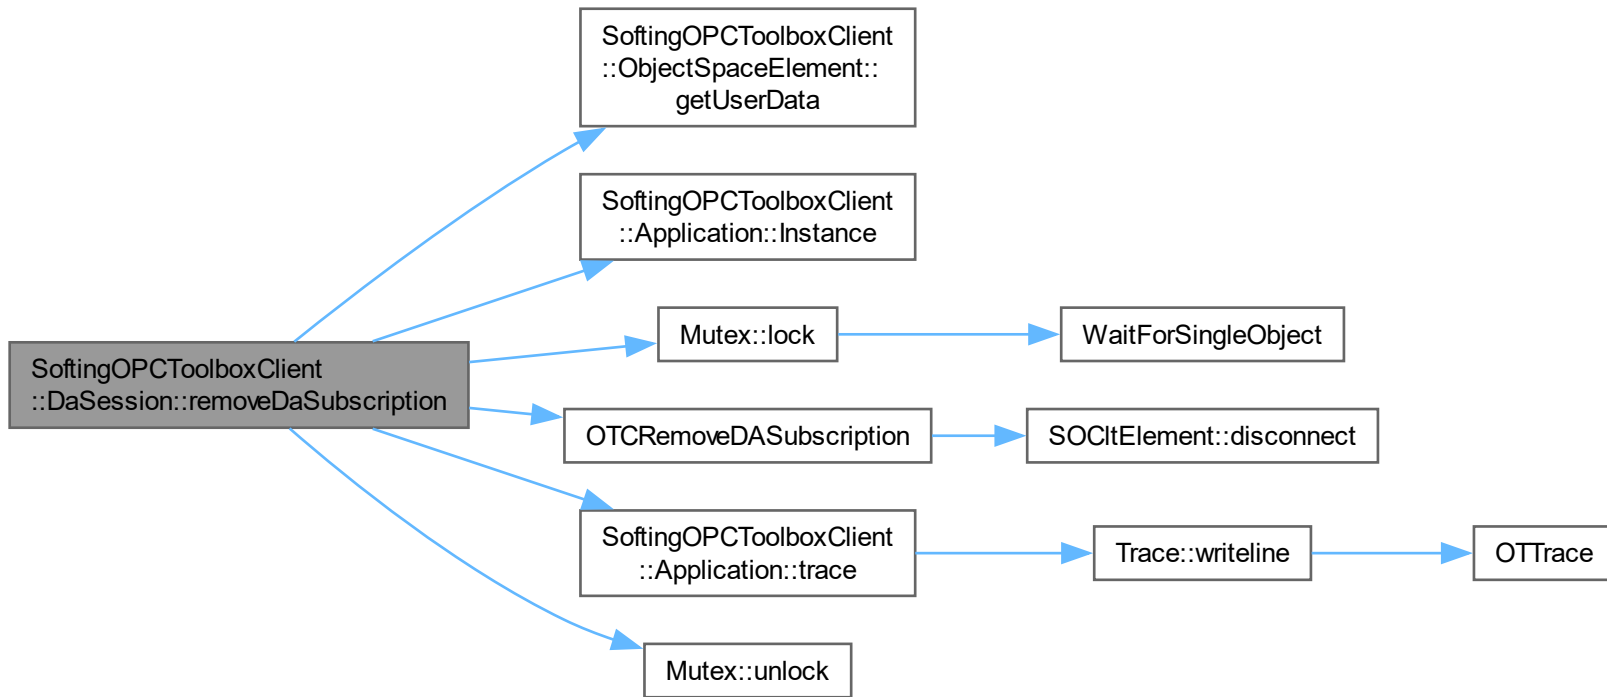 SoftingOPCToolboxClient
::ObjectSpaceElement::
getUserData
SoftingOPCToolboxClient
::Application::Instance
Mutex::lock
WaitForSingleObject
SoftingOPCToolboxClient
::DaSession::removeDaSubscription
OTCRemoveDASubscription
SOCltElement::disconnect
SoftingOPCToolboxClient
::Application::trace
Trace::writeline
OTTrace
Mutex::unlock